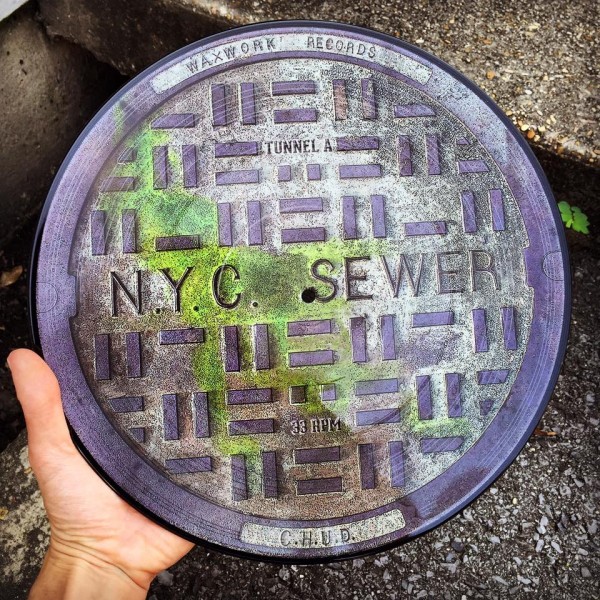 WAXWORK RECORDS
TUNNEL A
N.Y.C. SEWER
33 RPM
C.H.U.D.